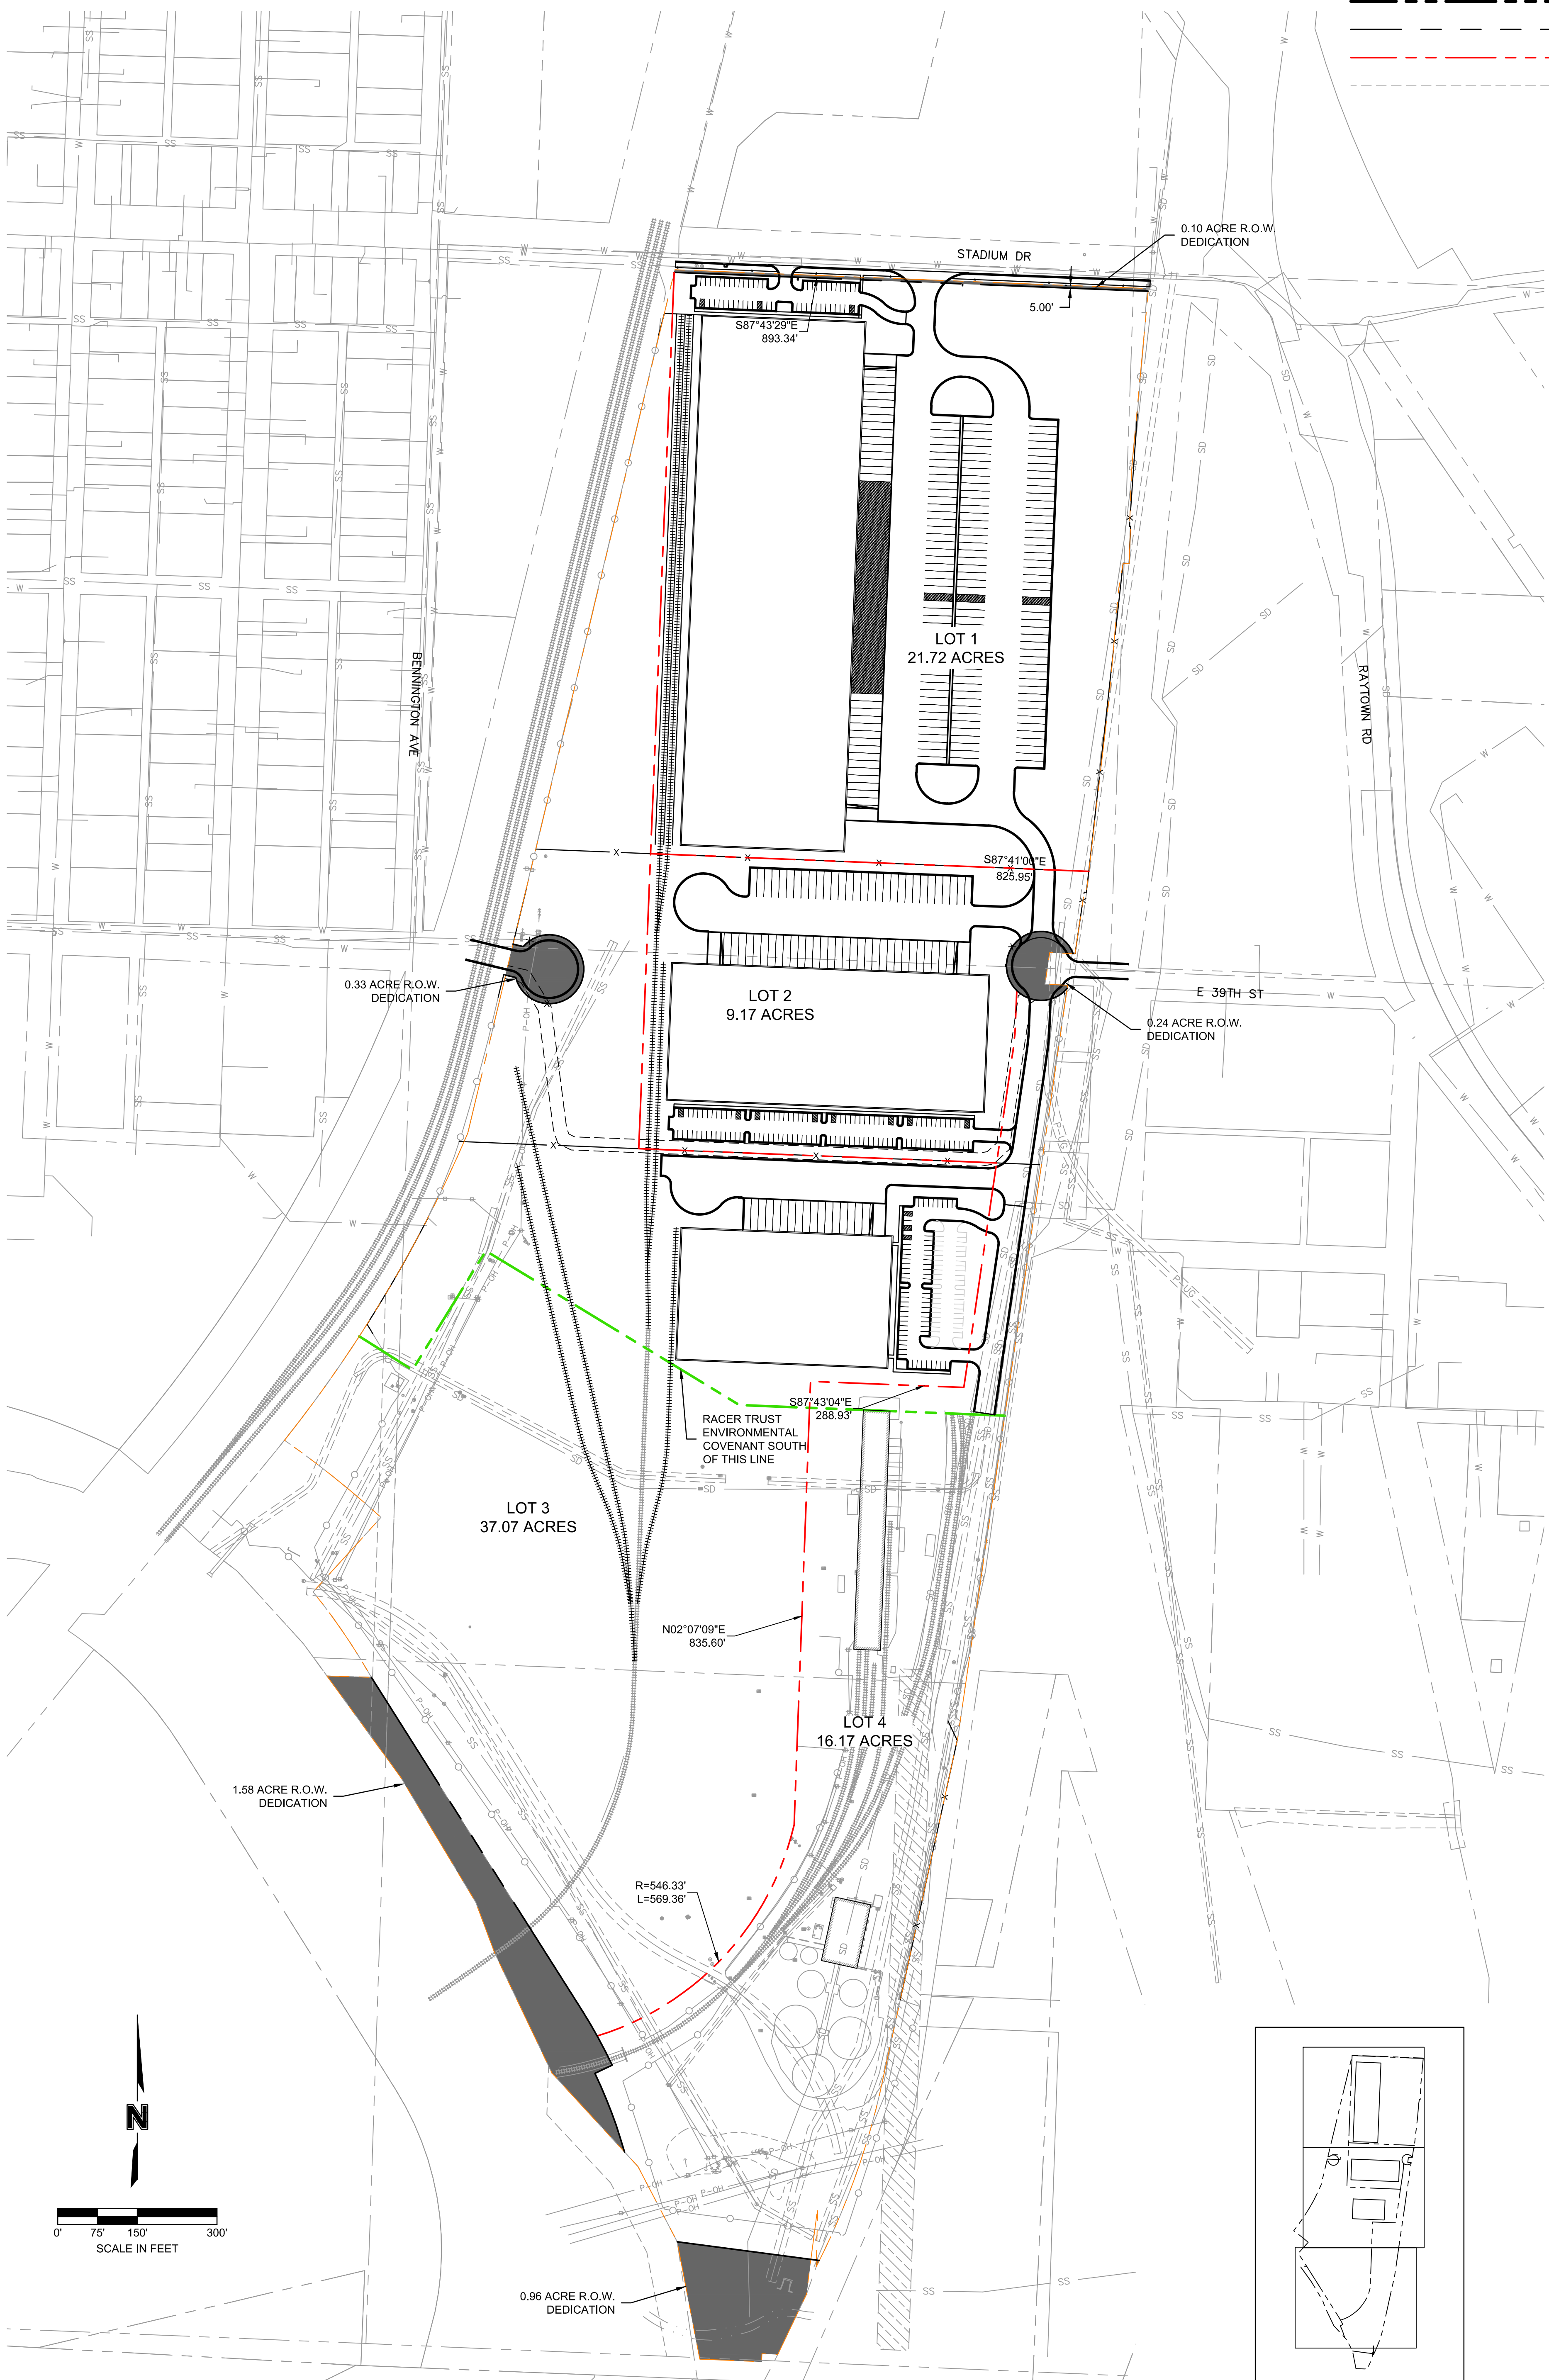 STADIUM DR
0.10 ACRE R.O.W.
DEDICATION
5.00'
S87°43'29"E
893.34'
LOT 1
21.72 ACRES
BENNINGTON AVE
RAYTOWN RD
S87°41'00"E
825.95'
0.33 ACRE R.O.W.
DEDICATION
LOT 2
9.17 ACRES
E 39TH ST
0.24 ACRE R.O.W.
DEDICATION
S87°43'04"E
288.93'
RACER TRUST
ENVIRONMENTAL
COVENANT SOUTH
OF THIS LINE
LOT 3
37.07 ACRES
N02°07'09"E
835.60'
LOT 4
16.17 ACRES
1.58 ACRE R.O.W.
DEDICATION
R=546.33'
L=569.36'
N
0' 75' 150' 300'
SCALE IN FEET
0.96 ACRE R.O.W.
DEDICATION